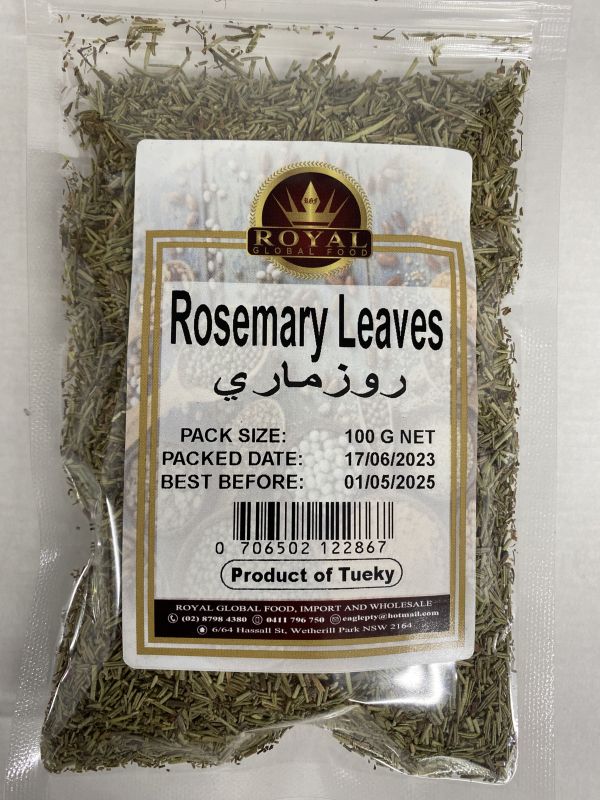 RGF
ROYAL
GLOBAL FOOD
Rosemary Leaves
روزماري
PACK SIZE: 100 G NET
PACKED DATE: 17/06/2023
BEST BEFORE: 01/05/2025
0 706502 122867
Product of Tueky
ROYAL GLOBAL FOOD, IMPORT AND WHOLESALE
(02) 8798 4380 0411 796 750 eaglepty@hotmail.com
6/64 Hassall St, Wetherill Park NSW 2164